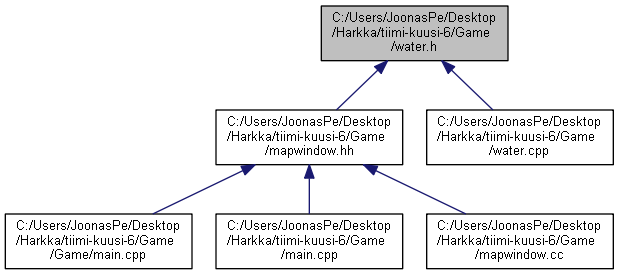 C:/Users/JoonasPe/Desktop
/Harkka/tiimi-kuusi-6/Game
/water.h
C:/Users/JoonasPe/Desktop
/Harkka/tiimi-kuusi-6/Game
/mapwindow.hh
C:/Users/JoonasPe/Desktop
/Harkka/tiimi-kuusi-6/Game
/water.cpp
C:/Users/JoonasPe/Desktop
/Harkka/tiimi-kuusi-6/Game
/Game/main.cpp
C:/Users/JoonasPe/Desktop
/Harkka/tiimi-kuusi-6/Game
/main.cpp
C:/Users/JoonasPe/Desktop
/Harkka/tiimi-kuusi-6/Game
/mapwindow.cc